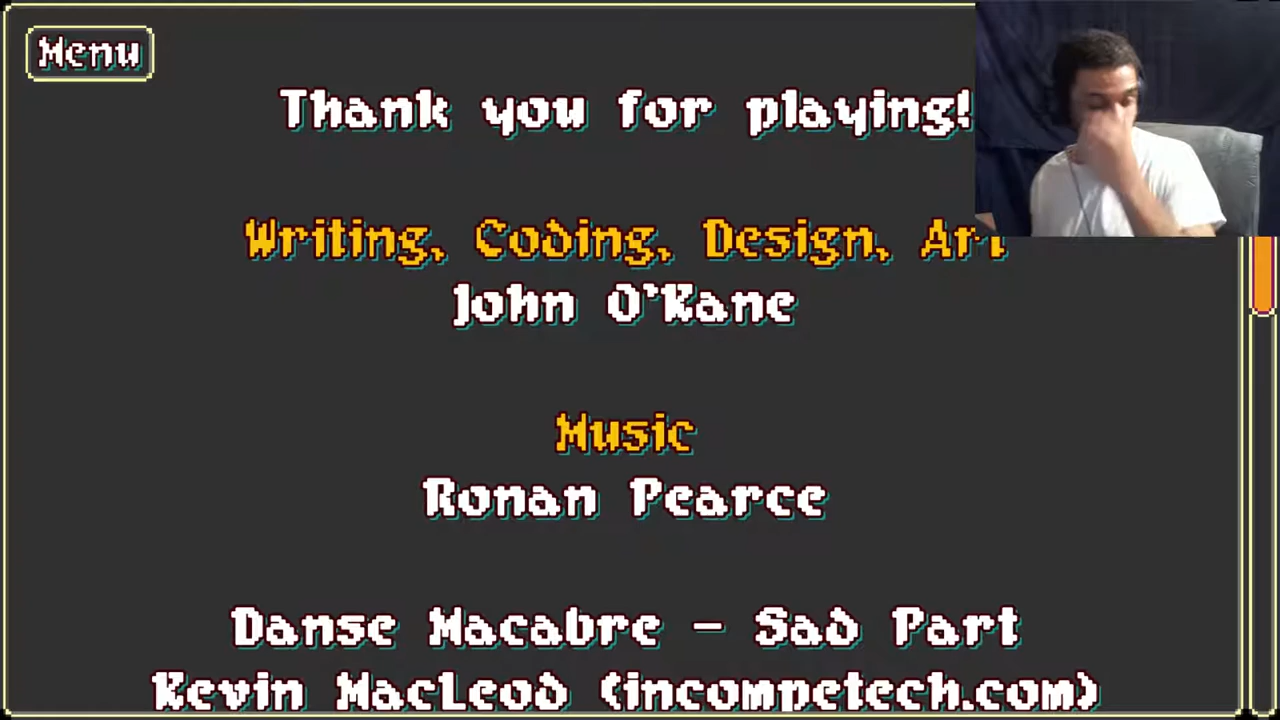 Menu
Thank you for playing!
Writing, Coding, Design, Art
John O'Kane
Music
Ronan Pearce
Danse Macabre - Sad Part
Kevin MacLeod (incompetech.com)